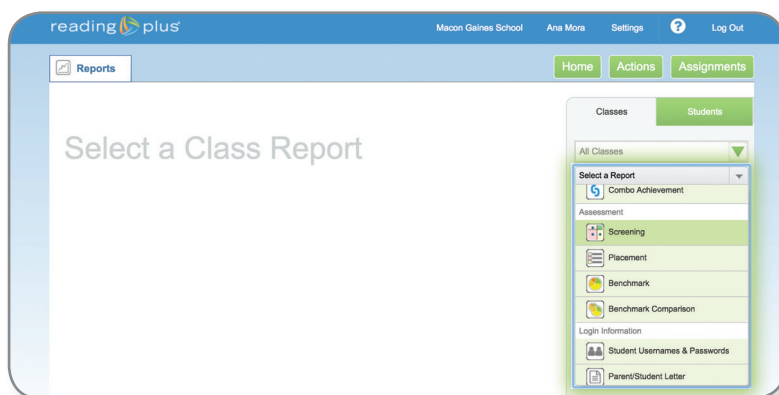 reading plus
Macon Gaines School
Ana Mora
Settings
?
Log Out
Reports
Home
Actions
Assignments
Select a Class Report
Classes
Students
All Classes
Select a Report
Combo Achievement
Assessment
Screening
Placement
Benchmark
Benchmark Comparison
Login Information
Student Usernames & Passwords
Parent/Student Letter